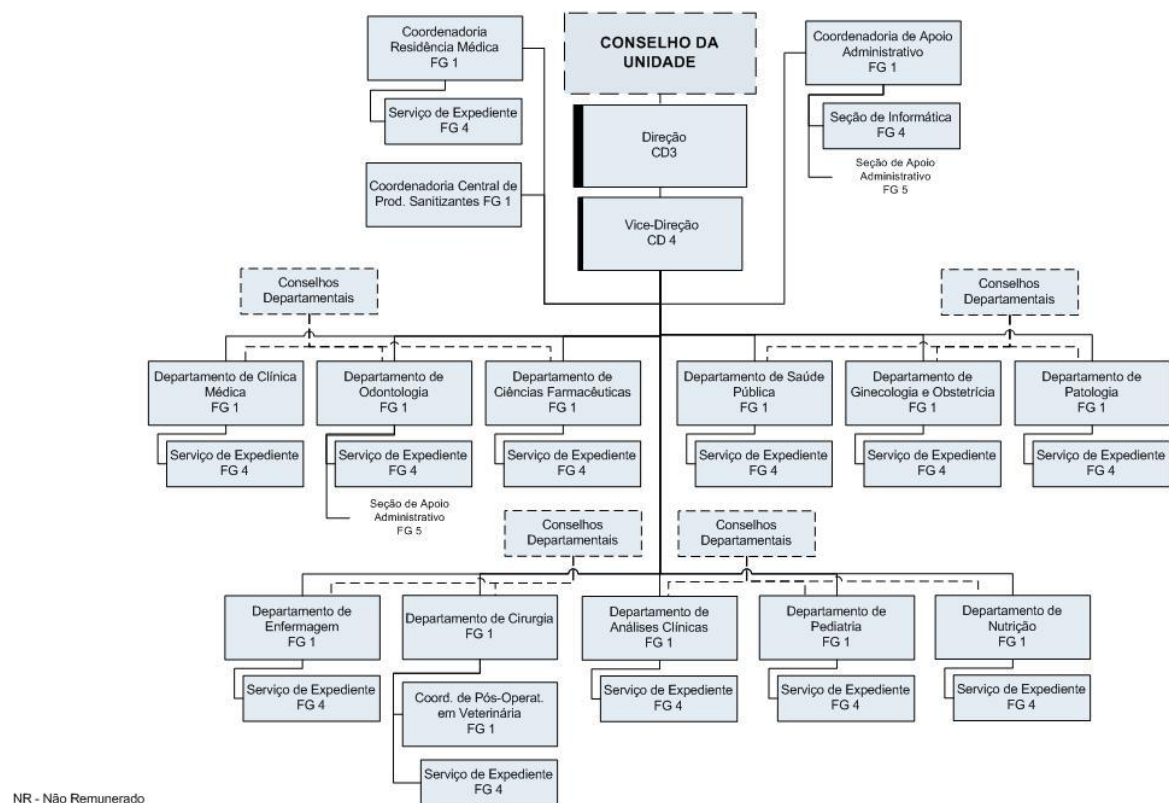 Coordenadoria
Residência Médica
FG 1
Serviço de Expediente
FG 4
Coordenadoria Central de
Prod. Sanitizantes FG 1
CONSELHO DA
UNIDADE
Direção
CD3
Vice-Direção
CD 4
Coordenadoria de Apoio
Administrativo
FG 1
Seção de Informática
FG 4
Seção de Apoio
Administrativo
FG 5
Conselhos
Departamentais
Conselhos
Departamentais
Departamento de Clínica
Médica
FG 1
Serviço de Expediente
FG 4
Departamento de
Odontologia
FG 1
Serviço de Expediente
FG 4
Seção de Apoio
Administrativo
FG 5
Departamento de
Ciências Farmacêuticas
FG 1
Serviço de Expediente
FG 4
Departamento de Saúde
Pública
FG 1
Serviço de Expediente
FG 4
Departamento de
Ginecologia e Obstetrícia
FG 1
Serviço de Expediente
FG 4
Departamento de
Patologia
FG 1
Serviço de Expediente
FG 4
Conselhos
Departamentais
Conselhos
Departamentais
Departamento de
Enfermagem
FG 1
Serviço de Expediente
FG 4
Departamento de Cirurgia
FG 1
Coord. de Pós-Operat.
em Veterinária
FG 1
Serviço de Expediente
FG 4
Departamento de
Análises Clínicas
FG 1
Serviço de Expediente
FG 4
Departamento de
Pediatria
FG 1
Serviço de Expediente
FG 4
Departamento de
Nutrição
FG 1
Serviço de Expediente
FG 4
NR - Não Remunerado